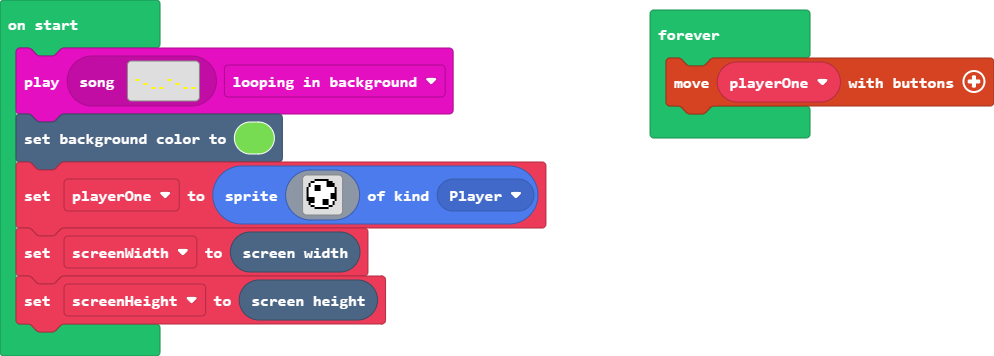 on start
play song looping in background
set background color to
set playerOne to sprite of kind Player
set screenWidth to screen width
set screenHeight to screen height
forever
move playerOne with buttons